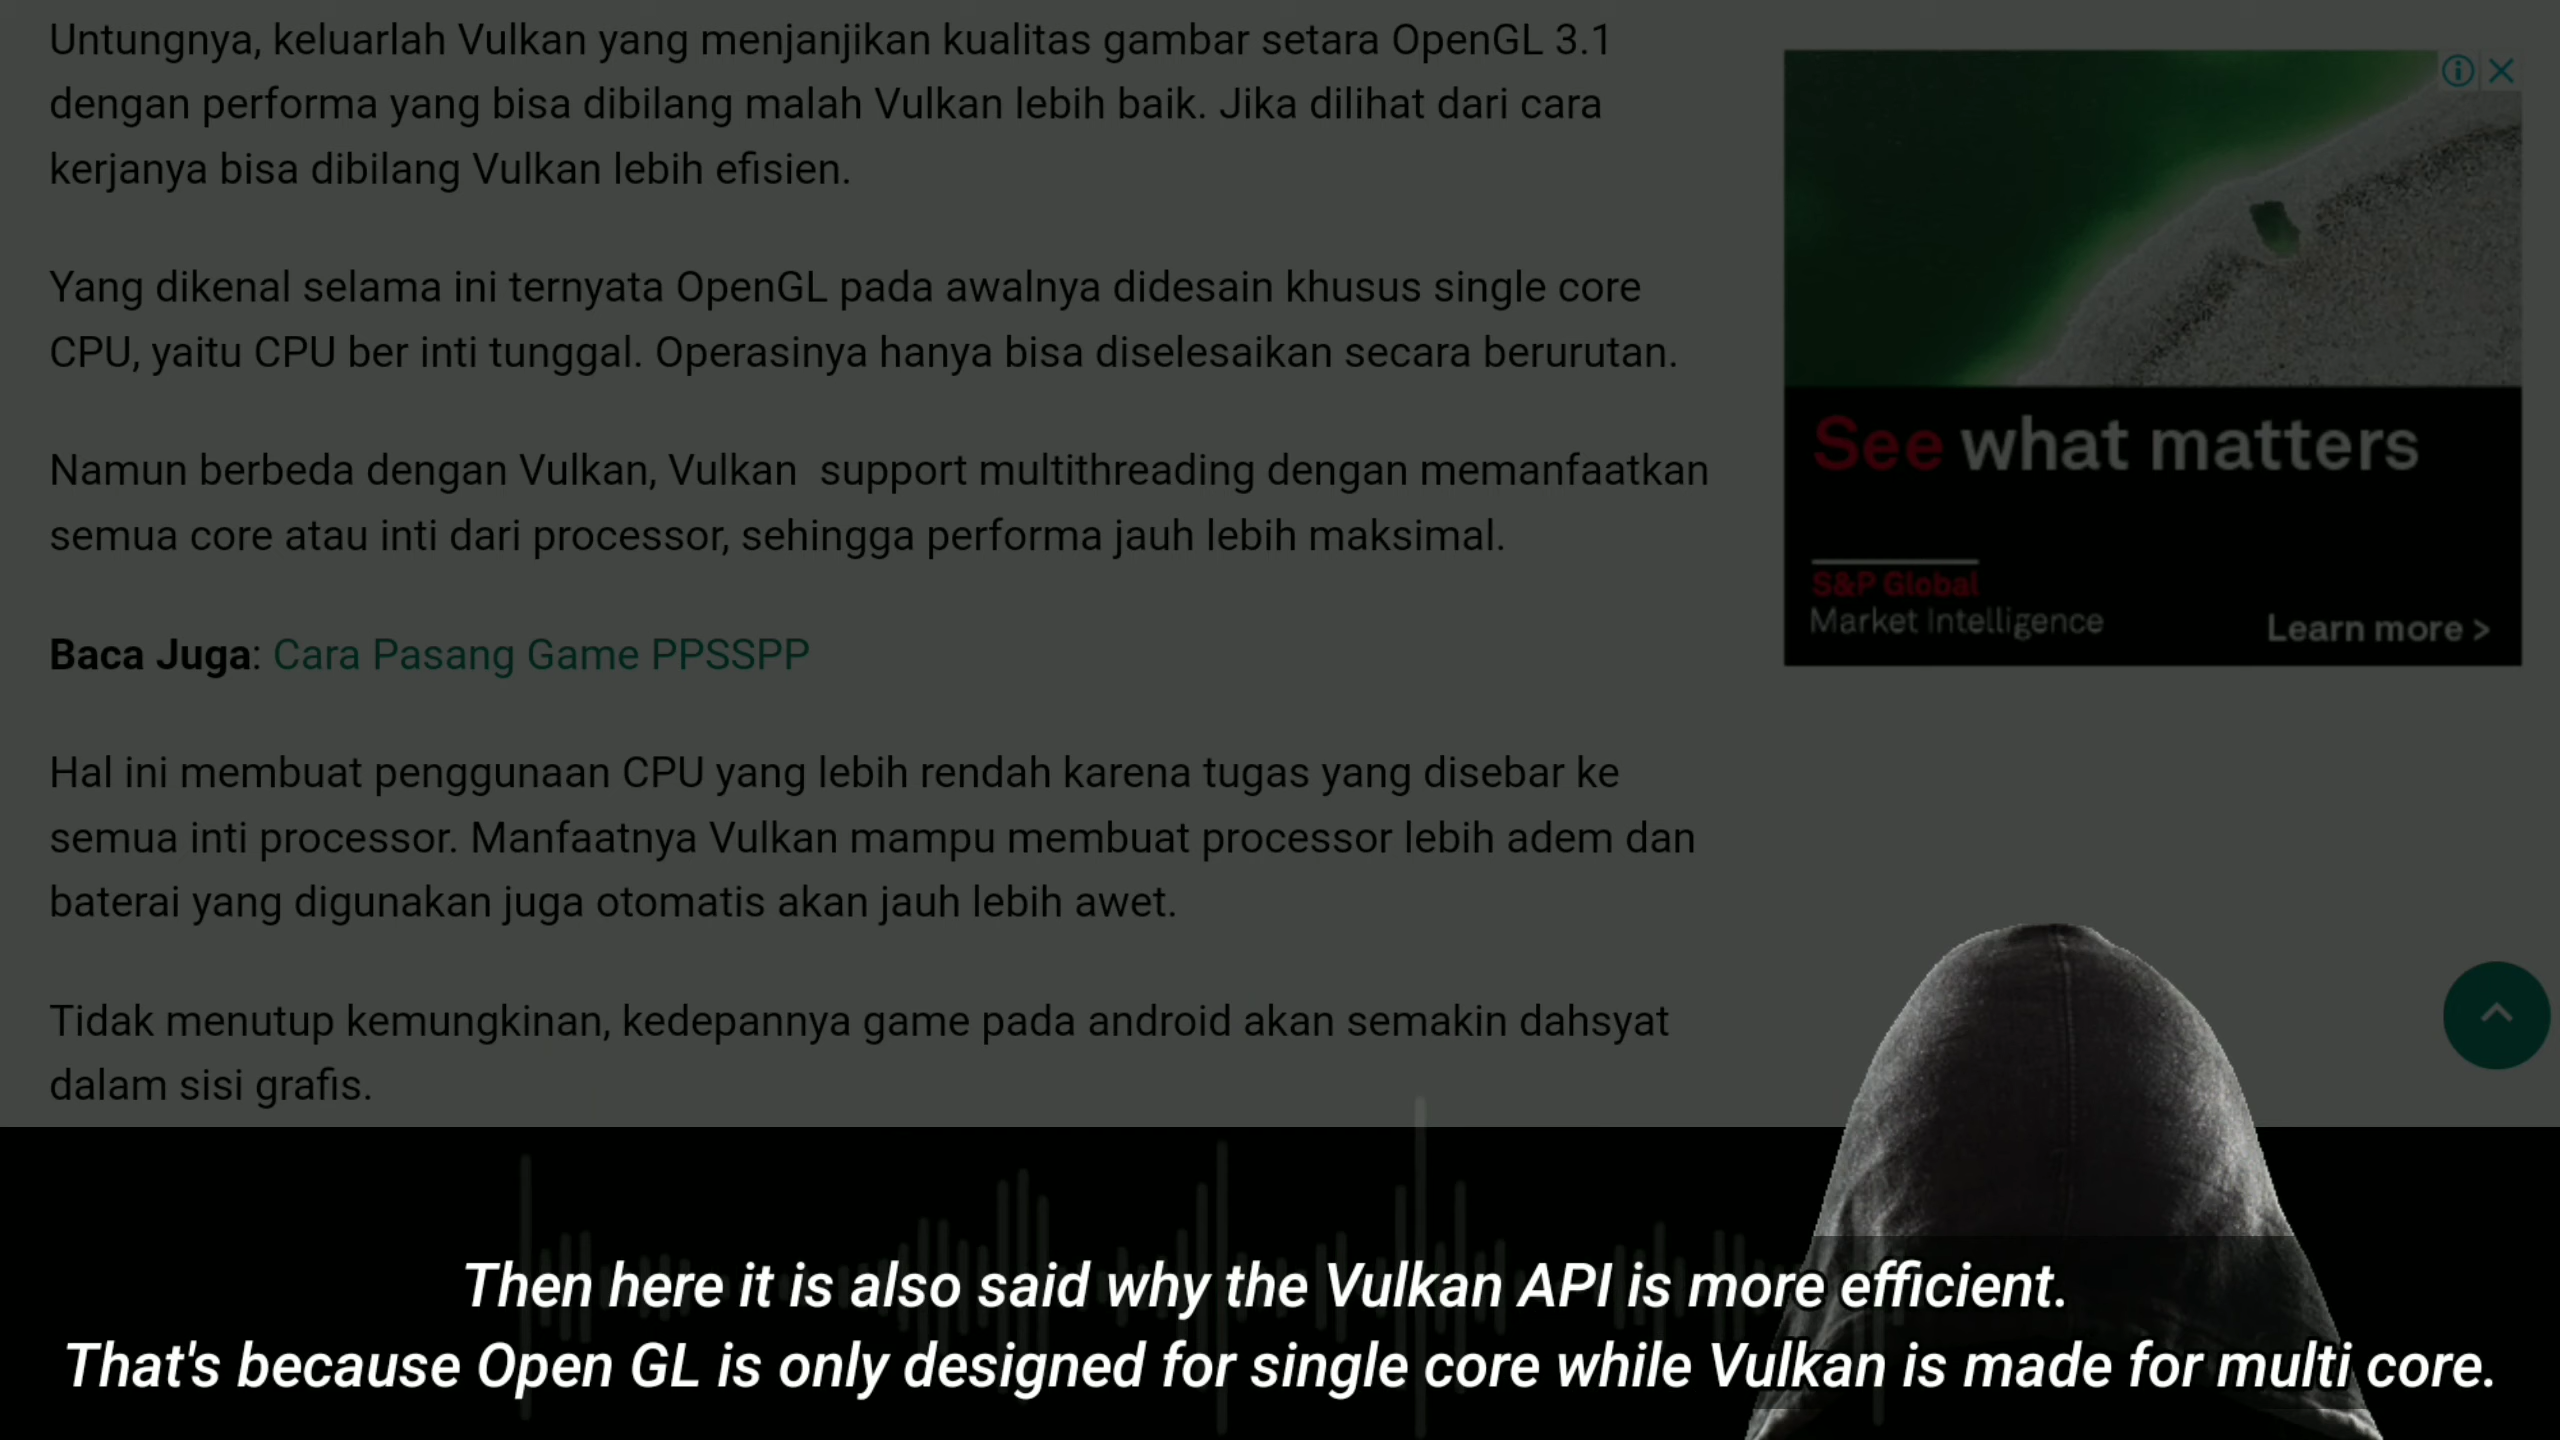 Untungnya, keluarlah Vulkan yang menjanjikan kualitas gambar setara OpenGL 3.1
dengan performa yang bisa dibilang malah Vulkan lebih baik. Jika dilihat dari cara
kerjanya bisa dibilang Vulkan lebih efisien.
Yang dikenal selama ini ternyata OpenGL pada awalnya didesain khusus single core
CPU, yaitu CPU ber inti tunggal. Operasinya hanya bisa diselesaikan secara berurutan.
Namun berbeda dengan Vulkan, Vulkan  support multithreading dengan memanfaatkan
semua core atau inti dari processor, sehingga performa jauh lebih maksimal.
Baca Juga: Cara Pasang Game PPSSPP
Hal ini membuat penggunaan CPU yang lebih rendah karena tugas yang disebar ke
semua inti processor. Manfaatnya Vulkan mampu membuat processor lebih adem dan
baterai yang digunakan juga otomatis akan jauh lebih awet.
Tidak menutup kemungkinan, kedepannya game pada android akan semakin dahsyat
dalam sisi grafis.
See what matters
S&P Global
Market Intelligence
Learn more >
Then here it is also said why the Vulkan API is more efficient.
That's because Open GL is only designed for single core while Vulkan is made for multi core.